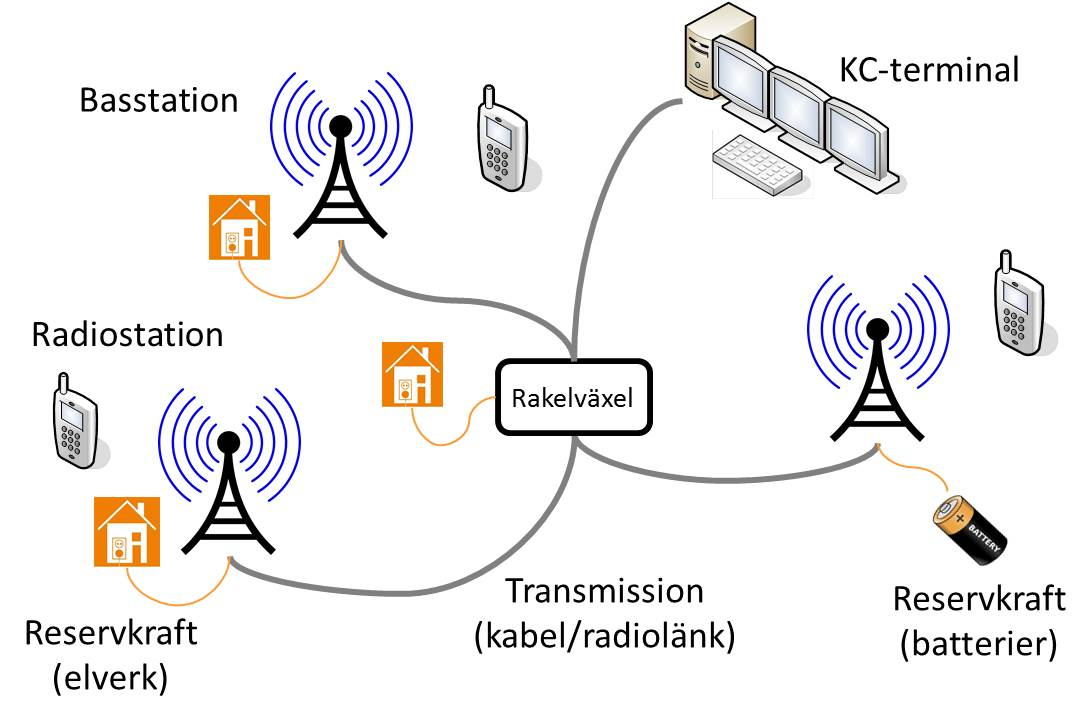 KC-terminal
Basstation
Radiostation
Rakelväxel
BATTERY
Transmission
(kabel/radiolänk)
Reservkraft
(batterier)
Reservkraft
(elverk)